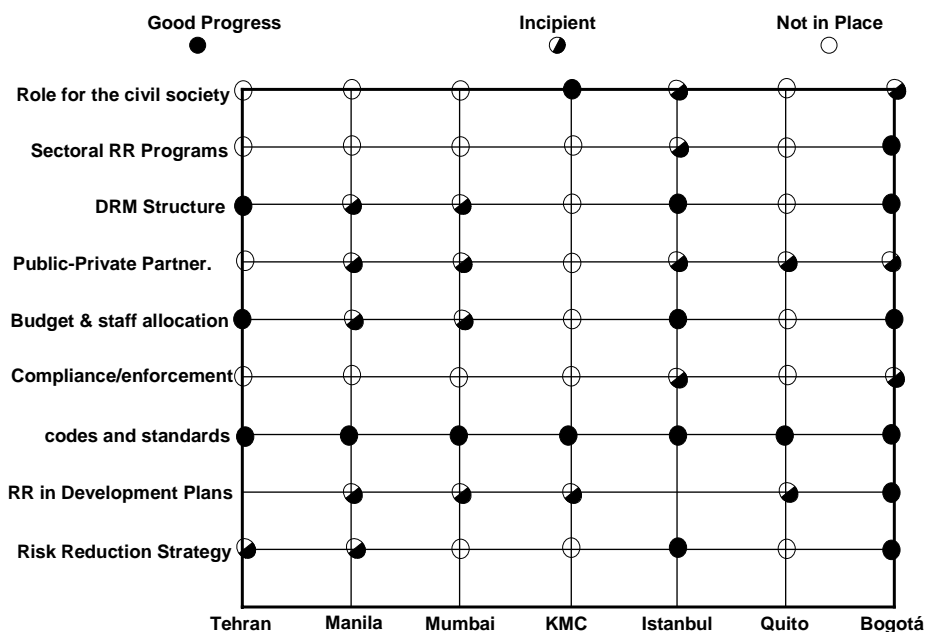 Good Progress Incipient Not in Place
Role for the civil society
Sectoral RR Programs
DRM Structure
Public-Private Partner.
Budget & staff allocation
Compliance/enforcement
codes and standards
RR in Development Plans
Risk Reduction Strategy
Tehran Manila Mumbai KMC Istanbul Quito Bogotá